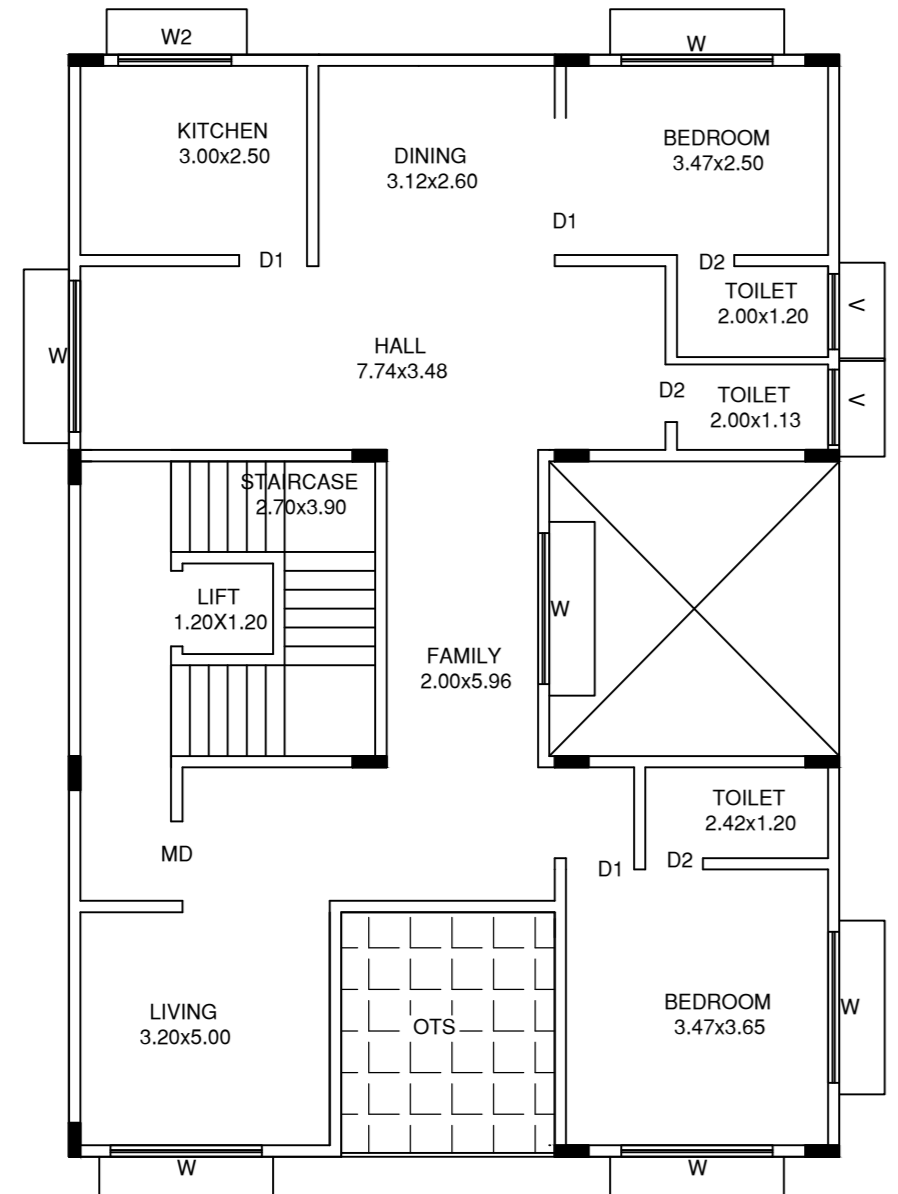 W2
W
KITCHEN
3.00x2.50
DINING
3.12x2.60
BEDROOM
3.47x2.50
D1
D1
D2
TOILET
2.00x1.20
V
W
HALL
7.74x3.48
D2
TOILET
2.00x1.13
V
STAIRCASE
2.70x3.90
LIFT
1.20X1.20
W
FAMILY
2.00x5.96
TOILET
2.42x1.20
MD
D1
D2
LIVING
3.20x5.00
OTS
BEDROOM
3.47x3.65
W
W
W